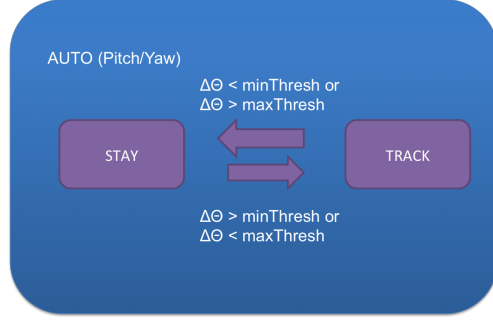 AUTO (Pitch/Yaw)
ΔΘ < minThresh or
ΔΘ > maxThresh
STAY
TRACK
ΔΘ > minThresh or
ΔΘ < maxThresh